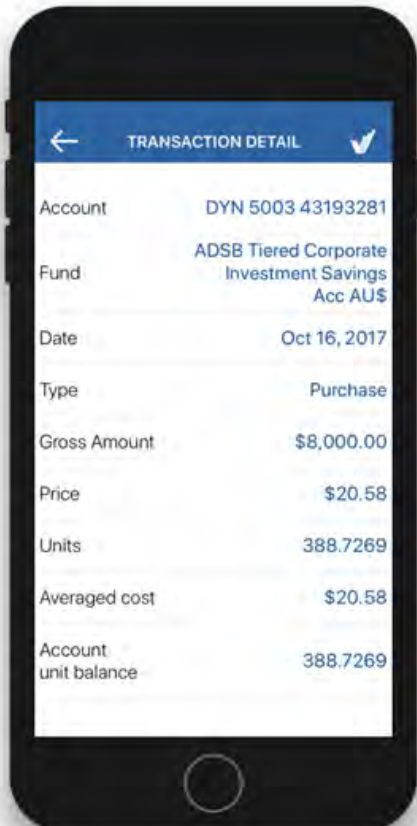 TRANSACTION DETAIL
Account DYN 5003 43193281
Fund ADSB Tiered Corporate
Investment Savings
Acc AU$
Date Oct 16, 2017
Type Purchase
Gross Amount $8,000.00
Price $20.58
Units 388.7269
Averaged cost $20.58
Account
unit balance 388.7269